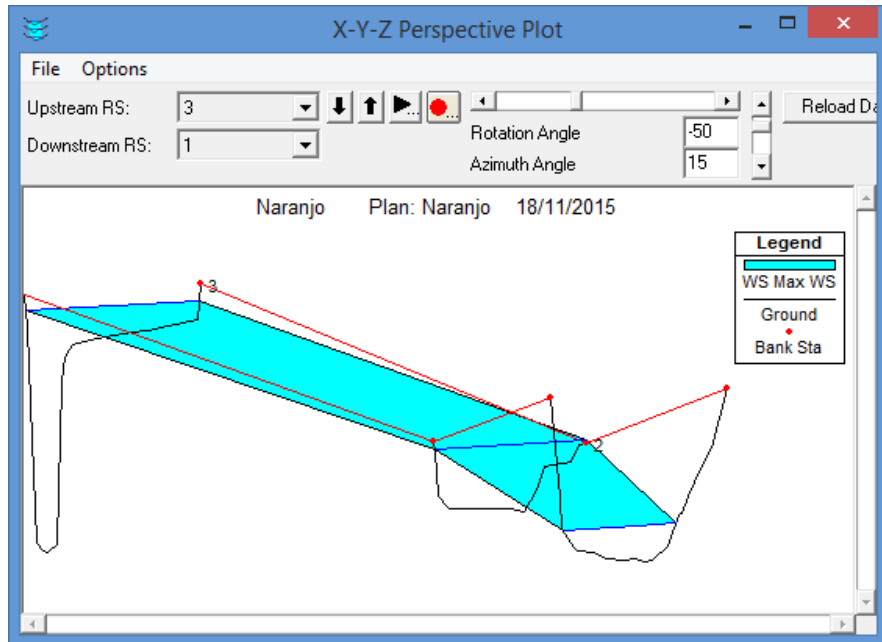 X-Y-Z Perspective Plot
File Options
Upstream RS: 3
Downstream RS: 1
Rotation Angle -50
Azimuth Angle 15
Reload Da
Naranjo Plan: Naranjo 18/11/2015
Legend
WS Max WS
Ground
Bank Sta
3
2